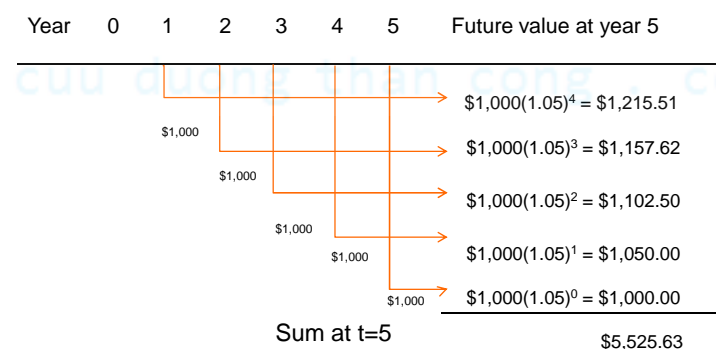 Year 0 1 2 3 4 5 Future value at year 5
cuu duong than cong . c
$1,000(1.05)⁴ = $1,215.51
$1,000
$1,000(1.05)³ = $1,157.62
$1,000
$1,000(1.05)² = $1,102.50
$1,000
$1,000(1.05)¹ = $1,050.00
$1,000
$1,000(1.05)⁰ = $1,000.00
$1,000
Sum at t=5
$5,525.63